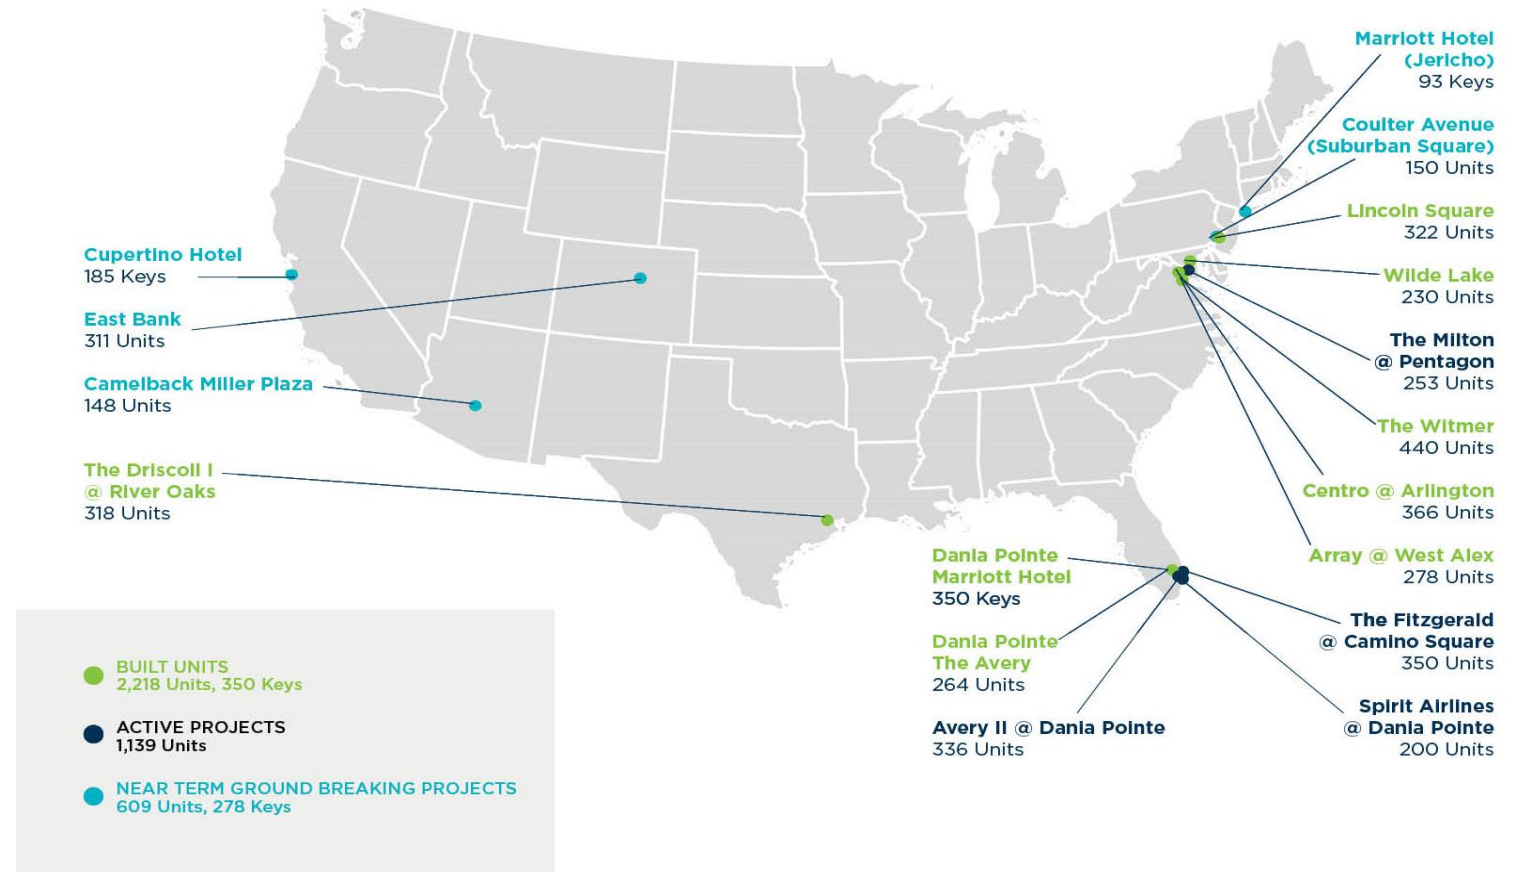 Marriott Hotel
(Jericho)
93 Keys
Coulter Avenue
(Suburban Square)
150 Units
Lincoln Square
322 Units
Wilde Lake
230 Units
The Milton
@ Pentagon
253 Units
The Witmer
440 Units
Centro @ Arlington
366 Units
Array @ West Alex
278 Units
The Fitzgerald
@ Camino Square
350 Units
Spirit Airlines
@ Dania Pointe
200 Units
Cupertino Hotel
185 Keys
East Bank
311 Units
Camelback Miller Plaza
148 Units
The Driscoll I
@ River Oaks
318 Units
Dania Pointe
Marriott Hotel
350 Keys
Dania Pointe
The Avery
264 Units
Avery II @ Dania Pointe
336 Units
BUILT UNITS
2,218 Units, 350 Keys
ACTIVE PROJECTS
1,139 Units
NEAR TERM GROUND BREAKING PROJECTS
609 Units, 278 Keys